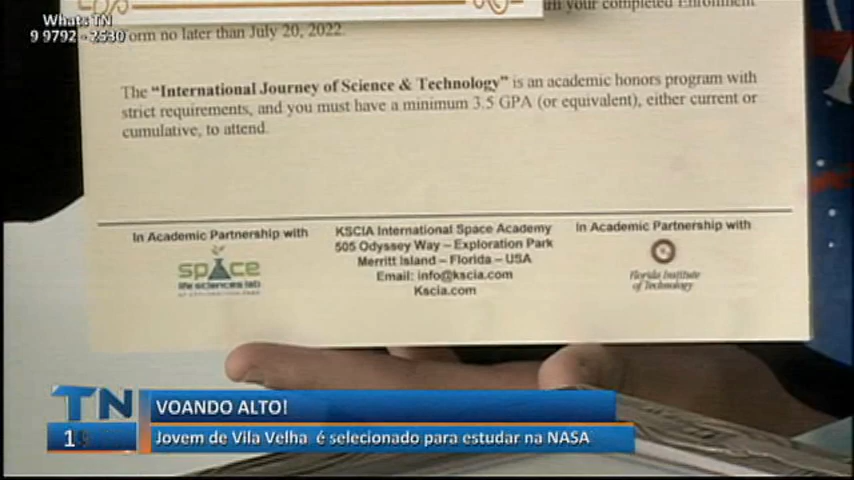 Whats TN
9 9792 - 2530
your completed Enrolment
orm no later than July 20, 2022.
The "International Journey of Science & Technology" is an academic honors program with
strict requirements, and you must have a minimum 3.5 GPA (or equivalent), either current or
cumulative, to attend.
In Academic Partnership with
space
life sciences lab
KSCIA International Space Academy
505 Odyssey Way – Exploration Park
Merritt Island – Florida – USA
Email: info@kscia.com
Kscia.com
In Academic Partnership with
Florida Institute
of Technology
TN
VOANDO ALTO!
Jovem de Vila Velha é selecionado para estudar na NASA